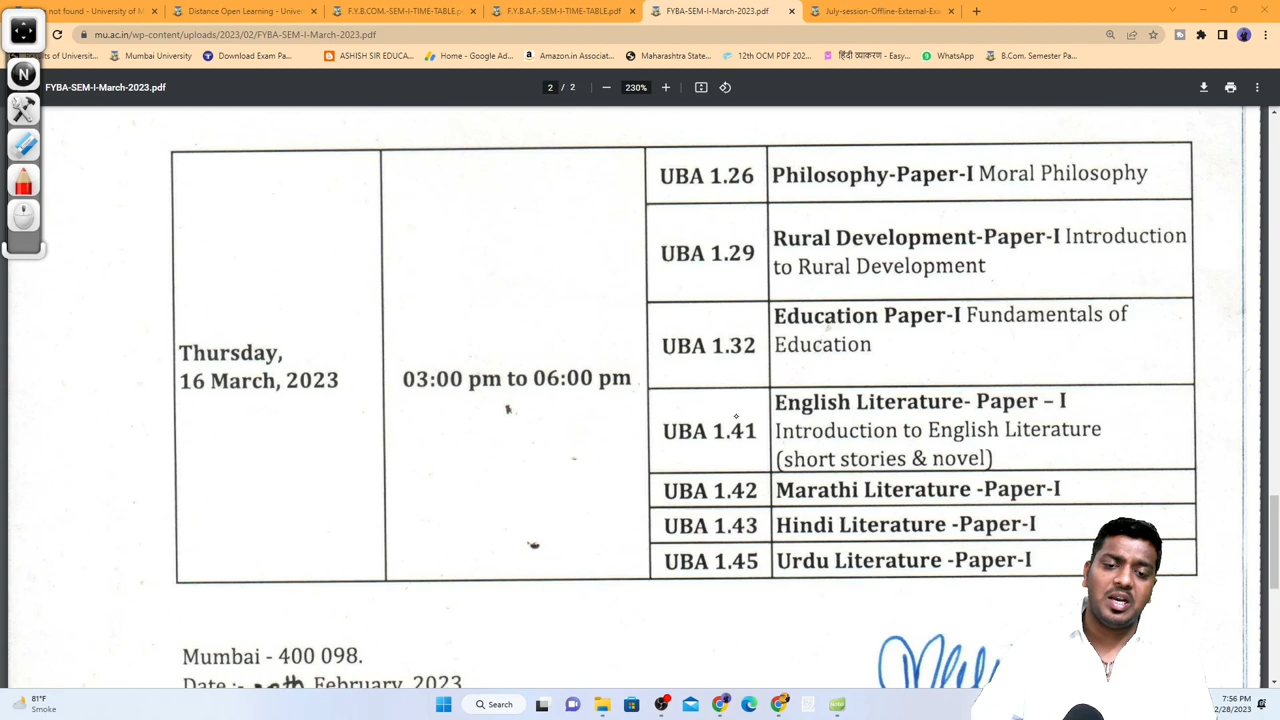 s not found. - University of M
Distance Open Learning - Univer
F.Y.B.COM.-SEM-I-TIME-TABLE.p
F.Y.B.A.F.-SEM-I-TIME-TABLE.pdf
FYBA-SEM-I-March-2023.pdf
July-session-Offline-External-Exa
mu.ac.in/wp-content/uploads/2023/02/FYBA-SEM-I-March-2023.pdf
of Universit...
Mumbai University
Download Exam Pa...
ASHISH SIR EDUCA...
Home - Google Ad...
Amazon.in Associat...
Maharashtra State...
12th OCM PDF 202...
हिंदी व्याकरण - Easy...
WhatsApp
B.Com. Semester Pa...
FYBA-SEM-I-March-2023.pdf
2 / 2
230%
Thursday,
16 March, 2023
03:00 pm to 06:00 pm
UBA 1.26 Philosophy-Paper-I Moral Philosophy
UBA 1.29 Rural Development-Paper-I Introduction
to Rural Development
UBA 1.32 Education Paper-I Fundamentals of
Education
UBA 1.41 English Literature- Paper – I
Introduction to English Literature
(short stories & novel)
UBA 1.42 Marathi Literature -Paper-I
UBA 1.43 Hindi Literature -Paper-I
UBA 1.45 Urdu Literature -Paper-I
Mumbai - 400 098.
Date :- February, 2023
81°F
Smoke
Search
7:56 PM
2/28/2023